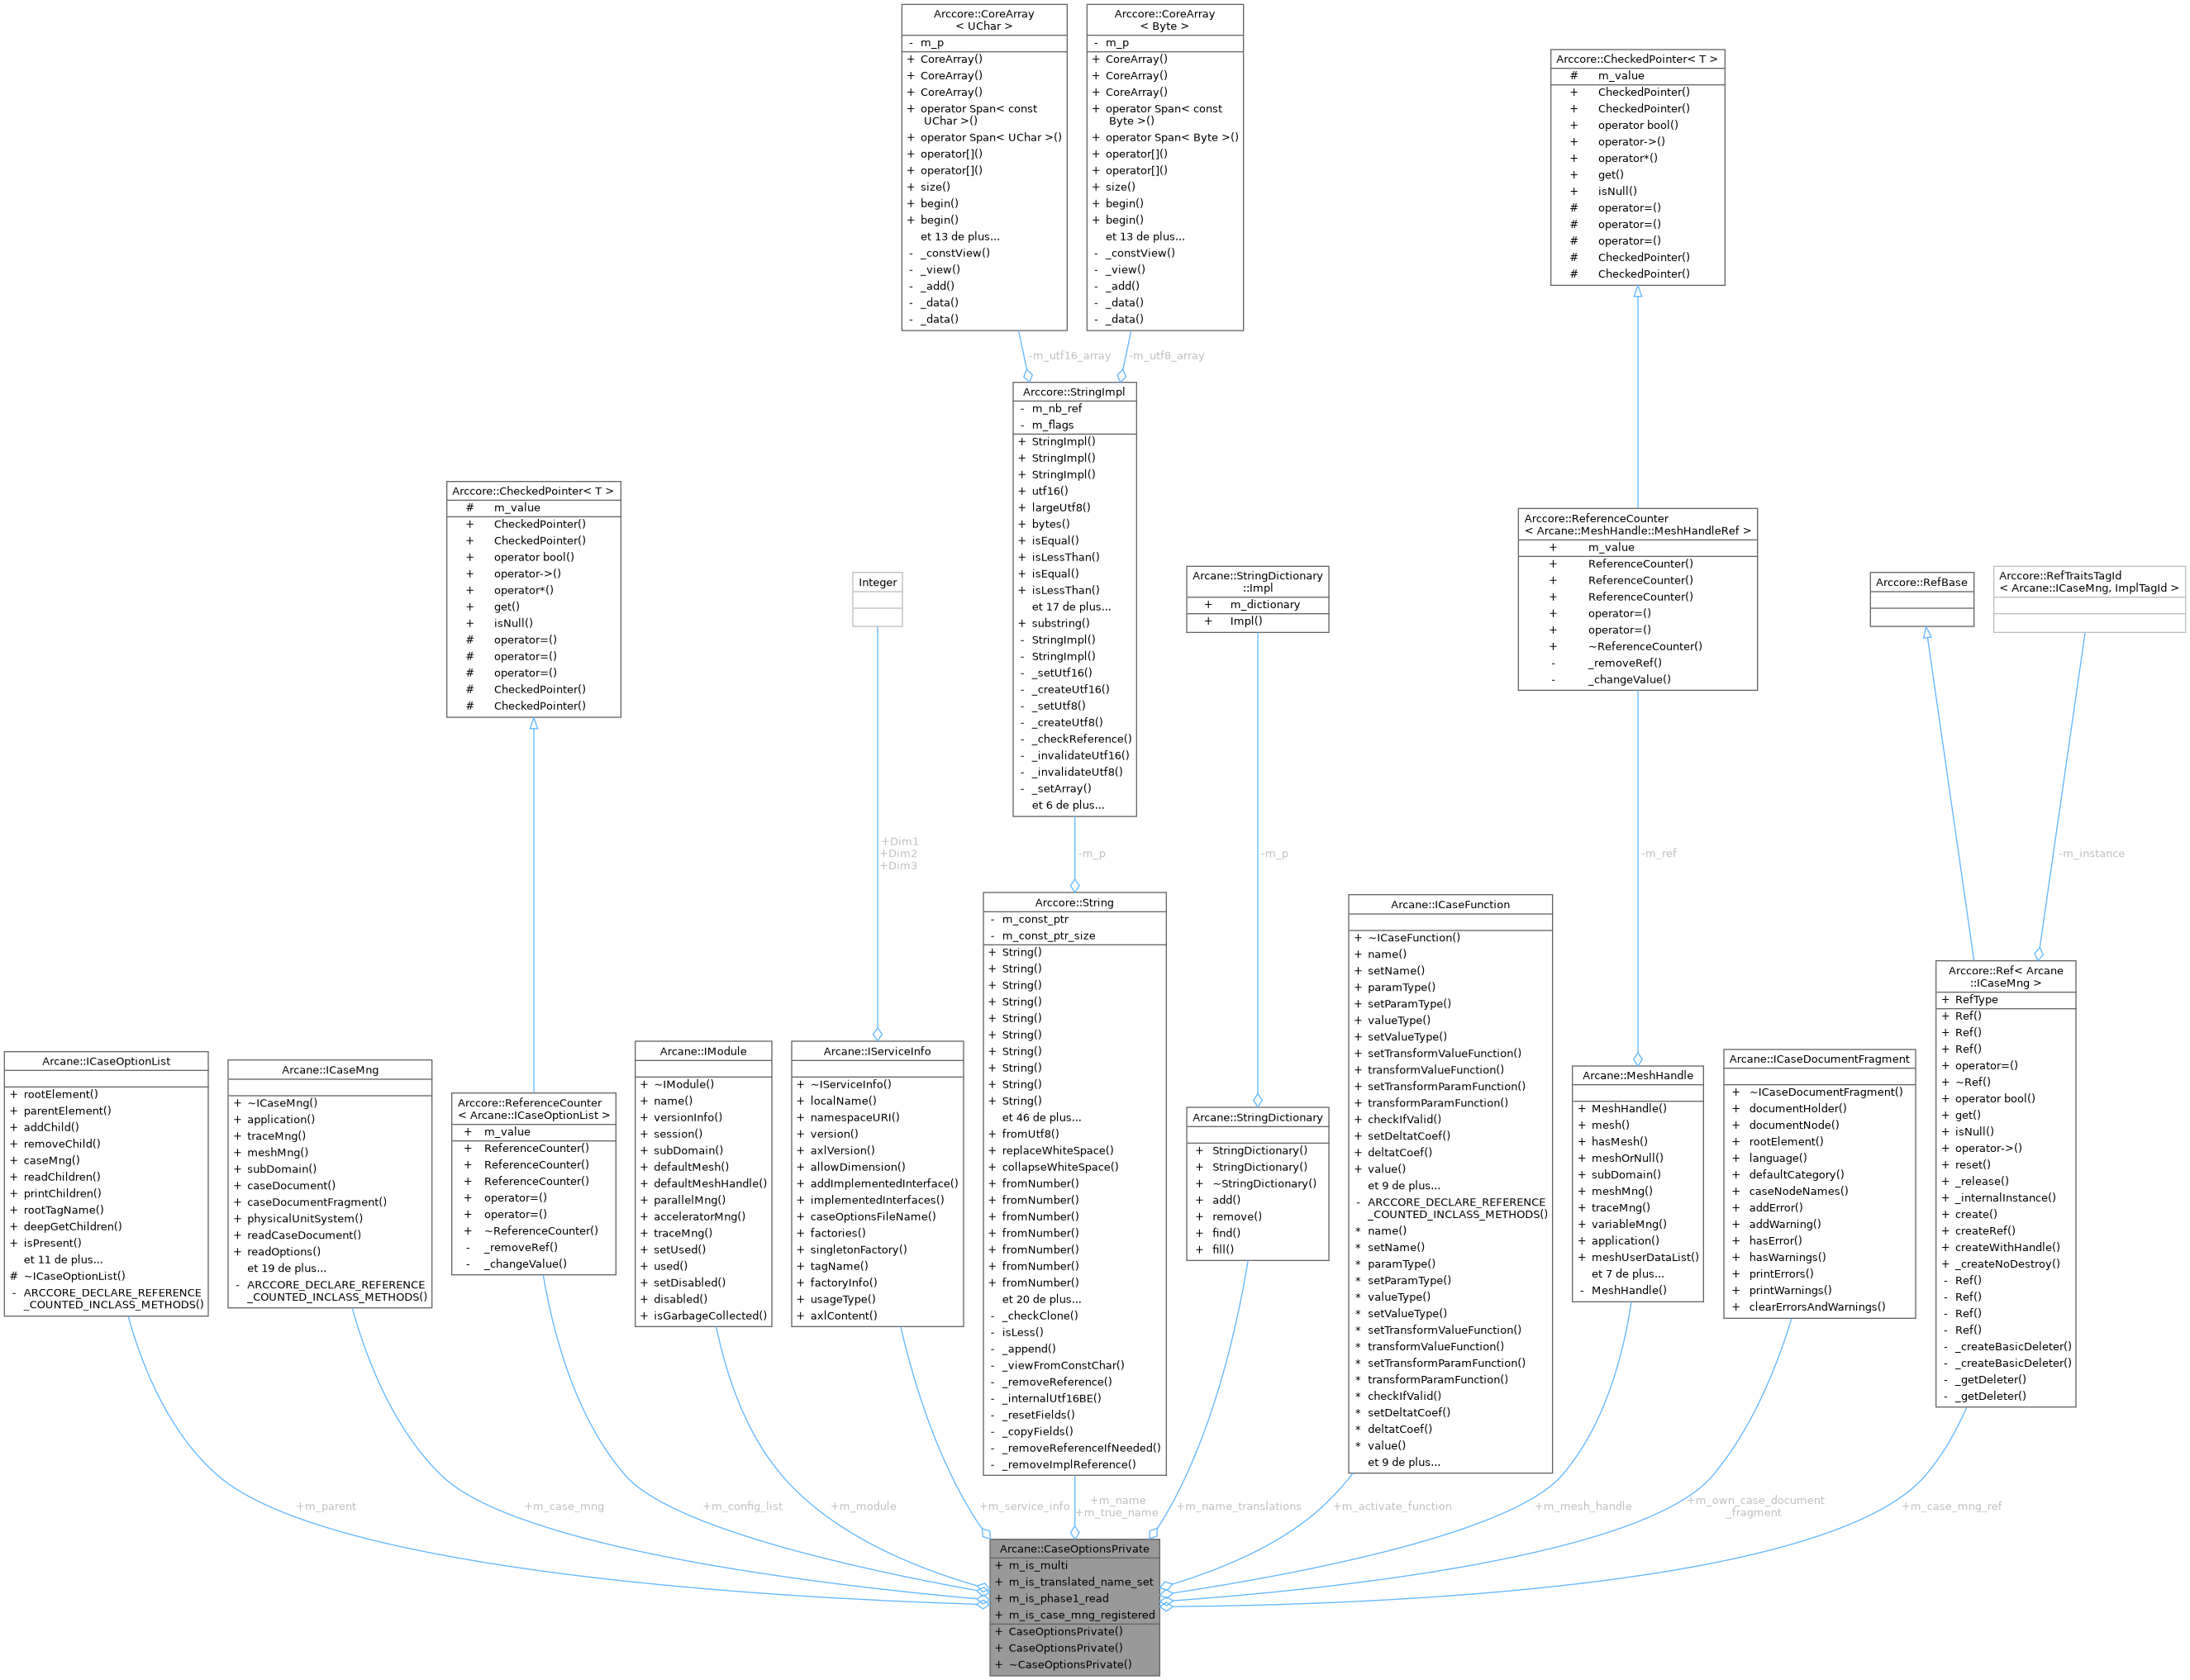 Arccore::CoreArray
< UChar >
- m_p
+ CoreArray()
+ CoreArray()
+ CoreArray()
+ operator Span< const
UChar >()
+ operator Span< UChar >()
+ operator[]()
+ operator[]()
+ size()
+ begin()
+ begin()
et 13 de plus...
- _constView()
- _view()
- _add()
- _data()
- _data()
Arccore::CoreArray
< Byte >
- m_p
+ CoreArray()
+ CoreArray()
+ CoreArray()
+ operator Span< const
Byte >()
+ operator Span< Byte >()
+ operator[]()
+ operator[]()
+ size()
+ begin()
+ begin()
et 13 de plus...
- _constView()
- _view()
- _add()
- _data()
- _data()
Arccore::CheckedPointer< T >
# m_value
+ CheckedPointer()
+ CheckedPointer()
+ operator bool()
+ operator->()
+ operator*()
+ get()
+ isNull()
# operator=()
# operator=()
# operator=()
# CheckedPointer()
# CheckedPointer()
-m_utf16_array
-m_utf8_array
Arccore::StringImpl
- m_nb_ref
- m_flags
+ StringImpl()
+ StringImpl()
+ StringImpl()
+ utf16()
+ largeUtf8()
+ bytes()
+ isEqual()
+ isLessThan()
+ isEqual()
+ isLessThan()
et 17 de plus...
+ substring()
- StringImpl()
- StringImpl()
- _setUtf16()
- _createUtf16()
- _setUtf8()
- _createUtf8()
- _checkReference()
- _invalidateUtf16()
- _invalidateUtf8()
- _setArray()
et 6 de plus...
Arccore::CheckedPointer< T >
# m_value
+ CheckedPointer()
+ CheckedPointer()
+ operator bool()
+ operator->()
+ operator*()
+ get()
+ isNull()
# operator=()
# operator=()
# operator=()
# CheckedPointer()
# CheckedPointer()
Integer
Arcane::StringDictionary
::Impl
+ m_dictionary
+ Impl()
Arccore::ReferenceCounter
< Arcane::MeshHandle::MeshHandleRef >
+ m_value
+ ReferenceCounter()
+ ReferenceCounter()
+ ReferenceCounter()
+ operator=()
+ operator=()
+ ~ReferenceCounter()
- _removeRef()
- _changeValue()
Arccore::RefBase
Arccore::RefTraitsTagId
< Arcane::ICaseMng, ImplTagId >
+Dim1
+Dim2
+Dim3
-m_p
-m_p
-m_ref
-m_instance
Arcane::ICaseOptionList
+ rootElement()
+ parentElement()
+ addChild()
+ removeChild()
+ caseMng()
+ readChildren()
+ printChildren()
+ rootTagName()
+ deepGetChildren()
+ isPresent()
et 11 de plus...
# ~ICaseOptionList()
- ARCCORE_DECLARE_REFERENCE
_COUNTED_INCLASS_METHODS()
Arcane::ICaseMng
+ ~ICaseMng()
+ application()
+ traceMng()
+ meshMng()
+ subDomain()
+ caseDocument()
+ caseDocumentFragment()
+ physicalUnitSystem()
+ readCaseDocument()
+ readOptions()
et 19 de plus...
- ARCCORE_DECLARE_REFERENCE
_COUNTED_INCLASS_METHODS()
Arccore::ReferenceCounter
< Arcane::ICaseOptionList >
+ m_value
+ ReferenceCounter()
+ ReferenceCounter()
+ ReferenceCounter()
+ operator=()
+ operator=()
+ ~ReferenceCounter()
- _removeRef()
- _changeValue()
Arcane::IModule
+ ~IModule()
+ name()
+ versionInfo()
+ session()
+ subDomain()
+ defaultMesh()
+ defaultMeshHandle()
+ parallelMng()
+ acceleratorMng()
+ traceMng()
+ setUsed()
+ used()
+ setDisabled()
+ disabled()
+ isGarbageCollected()
Arcane::IServiceInfo
+ ~IServiceInfo()
+ localName()
+ namespaceURI()
+ version()
+ axlVersion()
+ allowDimension()
+ addImplementedInterface()
+ implementedInterfaces()
+ caseOptionsFileName()
+ factories()
+ singletonFactory()
+ tagName()
+ factoryInfo()
+ usageType()
+ axlContent()
Arccore::String
- m_const_ptr
- m_const_ptr_size
+ String()
+ String()
+ String()
+ String()
+ String()
+ String()
+ String()
+ String()
+ String()
+ String()
et 46 de plus...
+ fromUtf8()
+ replaceWhiteSpace()
+ collapseWhiteSpace()
+ fromNumber()
+ fromNumber()
+ fromNumber()
+ fromNumber()
+ fromNumber()
+ fromNumber()
+ fromNumber()
et 20 de plus...
- _checkClone()
- isLess()
- _append()
- _viewFromConstChar()
- _removeReference()
- _internalUtf16BE()
- _resetFields()
- _copyFields()
- _removeReferenceIfNeeded()
- _removeImplReference()
Arcane::StringDictionary
+ StringDictionary()
+ StringDictionary()
+ ~StringDictionary()
+ add()
+ remove()
+ find()
+ fill()
Arcane::ICaseFunction
+ ~ICaseFunction()
+ name()
+ setName()
+ paramType()
+ setParamType()
+ valueType()
+ setValueType()
+ setTransformValueFunction()
+ transformValueFunction()
+ setTransformParamFunction()
+ transformParamFunction()
+ checkIfValid()
+ setDeltatCoef()
+ deltatCoef()
+ value()
et 9 de plus...
- ARCCORE_DECLARE_REFERENCE
_COUNTED_INCLASS_METHODS()
* name()
* setName()
* paramType()
* setParamType()
* valueType()
* setValueType()
* setTransformValueFunction()
* transformValueFunction()
* setTransformParamFunction()
* transformParamFunction()
* checkIfValid()
* setDeltatCoef()
* deltatCoef()
* value()
et 9 de plus...
Arcane::MeshHandle
+ MeshHandle()
+ mesh()
+ hasMesh()
+ meshOrNull()
+ subDomain()
+ meshMng()
+ traceMng()
+ variableMng()
+ application()
+ meshUserDataList()
et 7 de plus...
- MeshHandle()
Arcane::ICaseDocumentFragment
+ ~ICaseDocumentFragment()
+ documentHolder()
+ documentNode()
+ rootElement()
+ language()
+ defaultCategory()
+ caseNodeNames()
+ addError()
+ addWarning()
+ hasError()
+ hasWarnings()
+ printErrors()
+ printWarnings()
+ clearErrorsAndWarnings()
Arccore::Ref< Arcane
::ICaseMng >
+ RefType
+ Ref()
+ Ref()
+ Ref()
+ operator=()
+ ~Ref()
+ operator bool()
+ get()
+ isNull()
+ operator->()
+ reset()
+ _release()
+ _internalInstance()
+ create()
+ createRef()
+ createWithHandle()
+ _createNoDestroy()
- Ref()
- Ref()
- Ref()
- Ref()
- _createBasicDeleter()
- _createBasicDeleter()
- _getDeleter()
- _getDeleter()
+m_parent
+m_case_mng
+m_config_list
+m_module
+m_service_info
+m_name
+m_true_name
+m_name_translations
+m_activate_function
+m_mesh_handle
+m_own_case_document
_fragment
+m_case_mng_ref
Arcane::CaseOptionsPrivate
+ m_is_multi
+ m_is_translated_name_set
+ m_is_phase1_read
+ m_is_case_mng_registered
+ CaseOptionsPrivate()
+ CaseOptionsPrivate()
+ ~CaseOptionsPrivate()